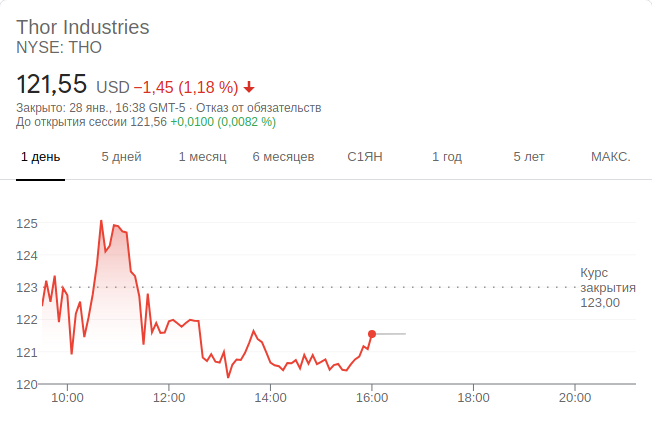 Thor Industries
NYSE: THO
121,55 USD −1,45 (1,18 %)
Закрыто: 28 янв., 16:38 GMT-5 · Отказ от обязательств
До открытия сессии 121,56 +0,0100 (0,0082 %)
1 день 5 дней 1 месяц 6 месяцев С1ЯН 1 год 5 лет МАКС.
125
124
123
122
121
120
Курс
закрытия
123,00
10:00 12:00 14:00 16:00 18:00 20:00